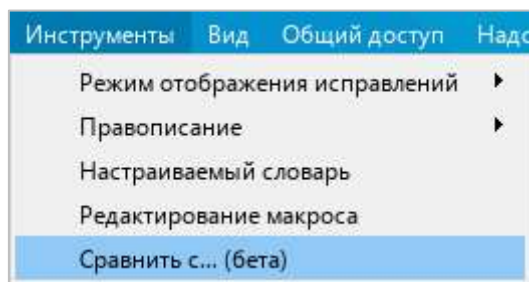 Инструменты Вид Общий доступ
Режим отображения исправлений
Правописание
Настраиваемый словарь
Редактирование макроса
Сравнить с... (бета)